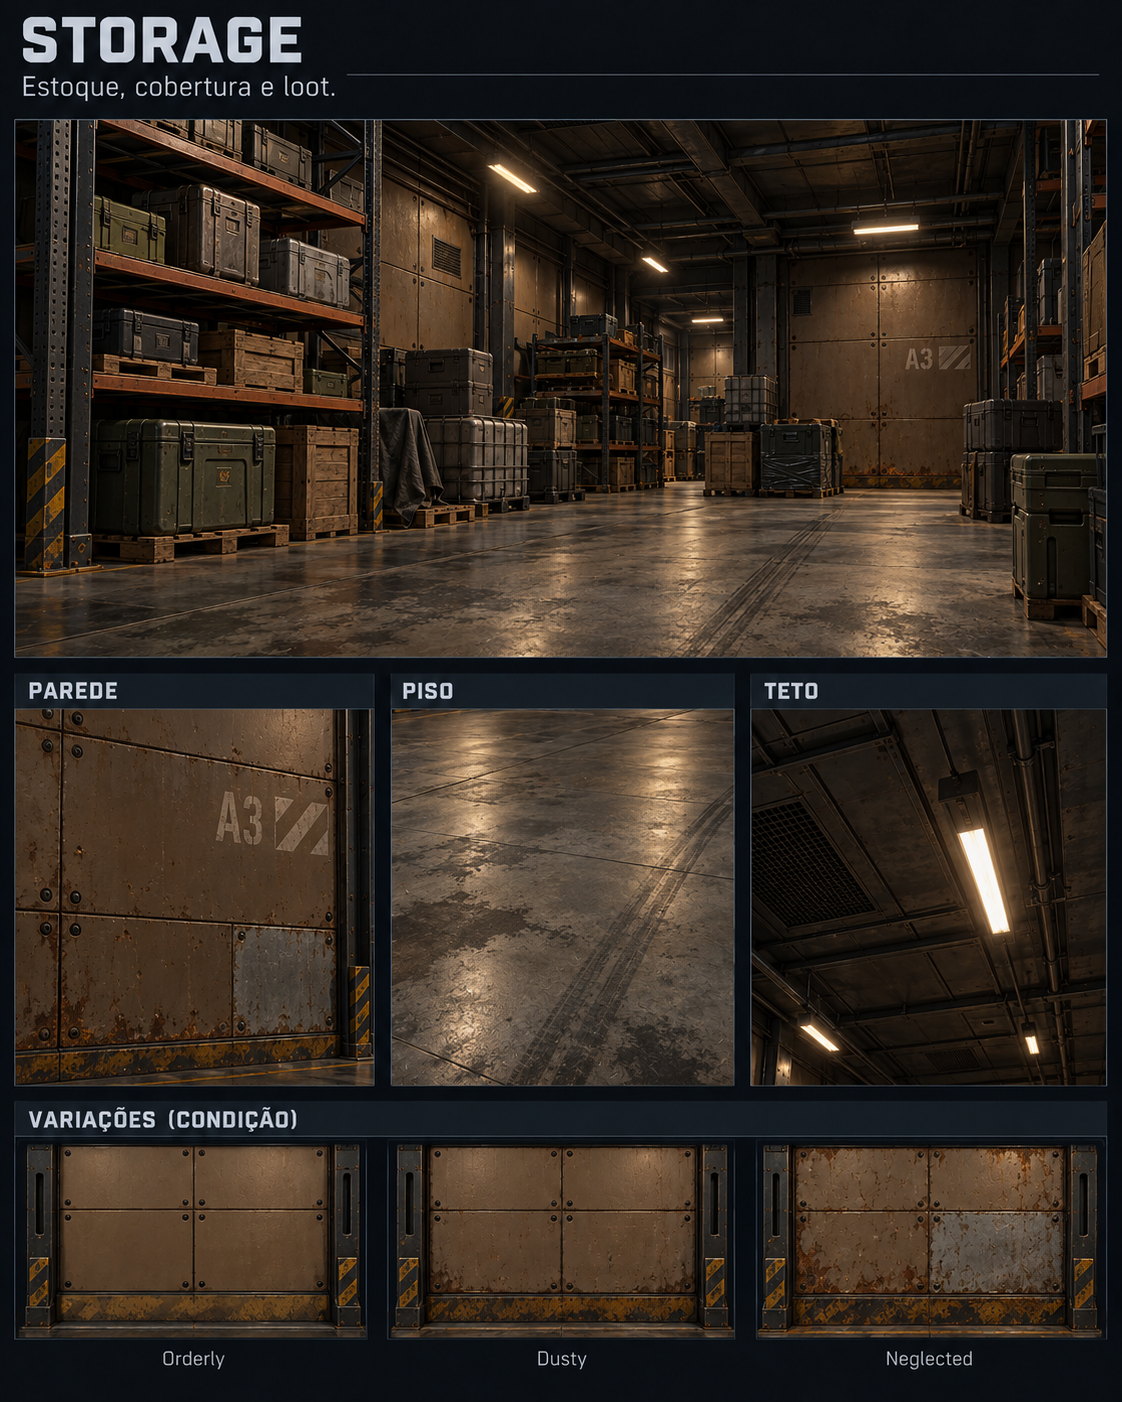 STORAGE
Estoque, cobertura e loot.
A3
PAREDE
PISO
TETO
A3
VARIAÇÕES (CONDIÇÃO)
Orderly
Dusty
Neglected